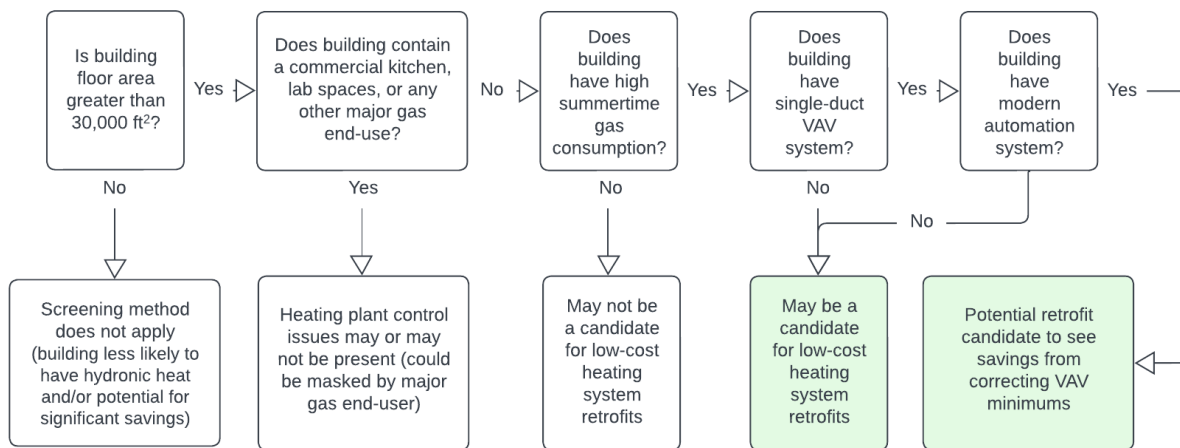 Is building
floor area
greater than
30,000 ft²?
Yes
Does building contain
a commercial kitchen,
lab spaces, or any
other major gas
end-use?
No
Does
building
have high
summertime
gas
consumption?
Yes
Does
building
have
single-duct
VAV
system?
Yes
Does
building
have
modern
automation
system?
Yes
No
Yes
No
No
No
Screening method
does not apply
(building less likely to
have hydronic heat
and/or potential for
significant savings)
Heating plant control
issues may or may
not be present (could
be masked by major
gas end-user)
May not be
a candidate
for low-cost
heating
system
retrofits
May be a
candidate
for low-cost
heating
system
retrofits
Potential retrofit
candidate to see
savings from
correcting VAV
minimums